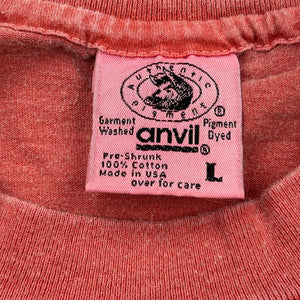 Authentic
Pigment
®
Garment Pigment
Washed anvil Dyed
®
Pre-Shrunk
100% Cotton
Made in USA L
over for care